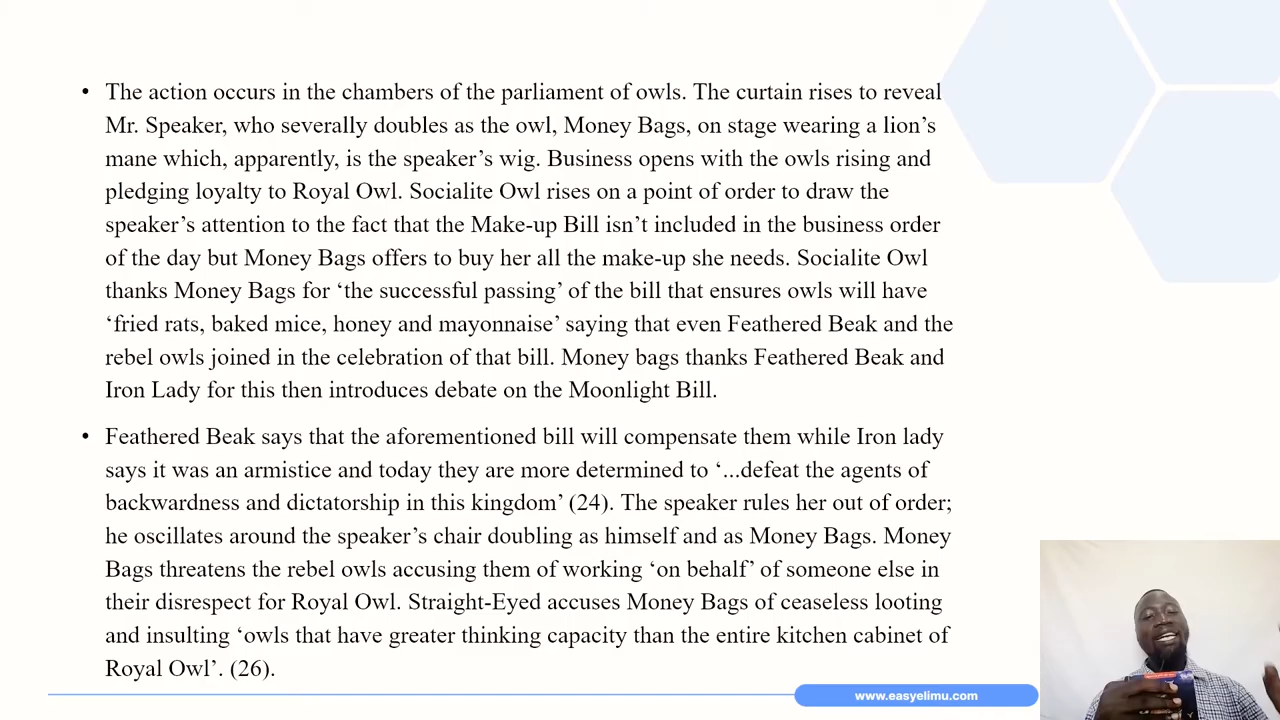 • The action occurs in the chambers of the parliament of owls. The curtain rises to reveal
Mr. Speaker, who severally doubles as the owl, Money Bags, on stage wearing a lion’s
mane which, apparently, is the speaker’s wig. Business opens with the owls rising and
pledging loyalty to Royal Owl. Socialite Owl rises on a point of order to draw the
speaker’s attention to the fact that the Make-up Bill isn’t included in the business order
of the day but Money Bags offers to buy her all the make-up she needs. Socialite Owl
thanks Money Bags for ‘the successful passing’ of the bill that ensures owls will have
‘fried rats, baked mice, honey and mayonnaise’ saying that even Feathered Beak and the
rebel owls joined in the celebration of that bill. Money bags thanks Feathered Beak and
Iron Lady for this then introduces debate on the Moonlight Bill.
• Feathered Beak says that the aforementioned bill will compensate them while Iron lady
says it was an armistice and today they are more determined to ‘...defeat the agents of
backwardness and dictatorship in this kingdom’ (24). The speaker rules her out of order;
he oscillates around the speaker’s chair doubling as himself and as Money Bags. Money
Bags threatens the rebel owls accusing them of working ‘on behalf’ of someone else in
their disrespect for Royal Owl. Straight-Eyed accuses Money Bags of ceaseless looting
and insulting ‘owls that have greater thinking capacity than the entire kitchen cabinet of
Royal Owl’. (26).
www.easyelimu.com